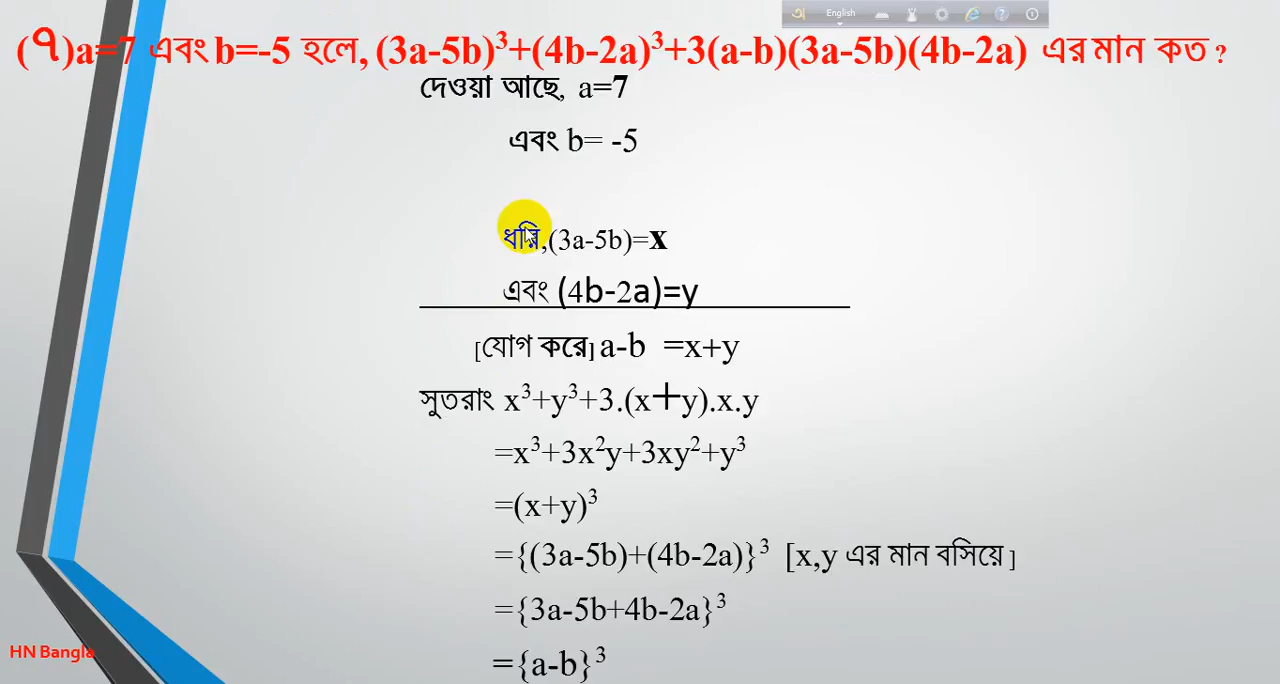 English
(৭)a=7 এবং b=-5 হলে, (3a-5b)³+(4b-2a)³+3(a-b)(3a-5b)(4b-2a) এর মান কত ?
দেওয়া আছে, a=7
এবং b= -5
ধরি,(3a-5b)=x
এবং (4b-2a)=y
[যোগ করে] a-b =x+y
সুতরাং x³+y³+3.(x+y).x.y
=x³+3x²y+3xy²+y³
=(x+y)³
={(3a-5b)+(4b-2a)}³ [x,y এর মান বসিয়ে ]
={3a-5b+4b-2a}³
={a-b}³
HN Bangla